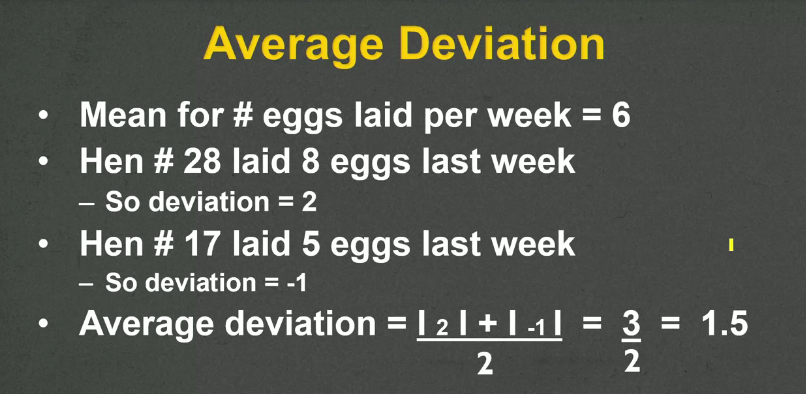 Average Deviation
• Mean for # eggs laid per week = 6
• Hen # 28 laid 8 eggs last week
– So deviation = 2
• Hen # 17 laid 5 eggs last week
– So deviation = -1
• Average deviation = | 2 | + | -1 | = 3 = 1.5
2 2